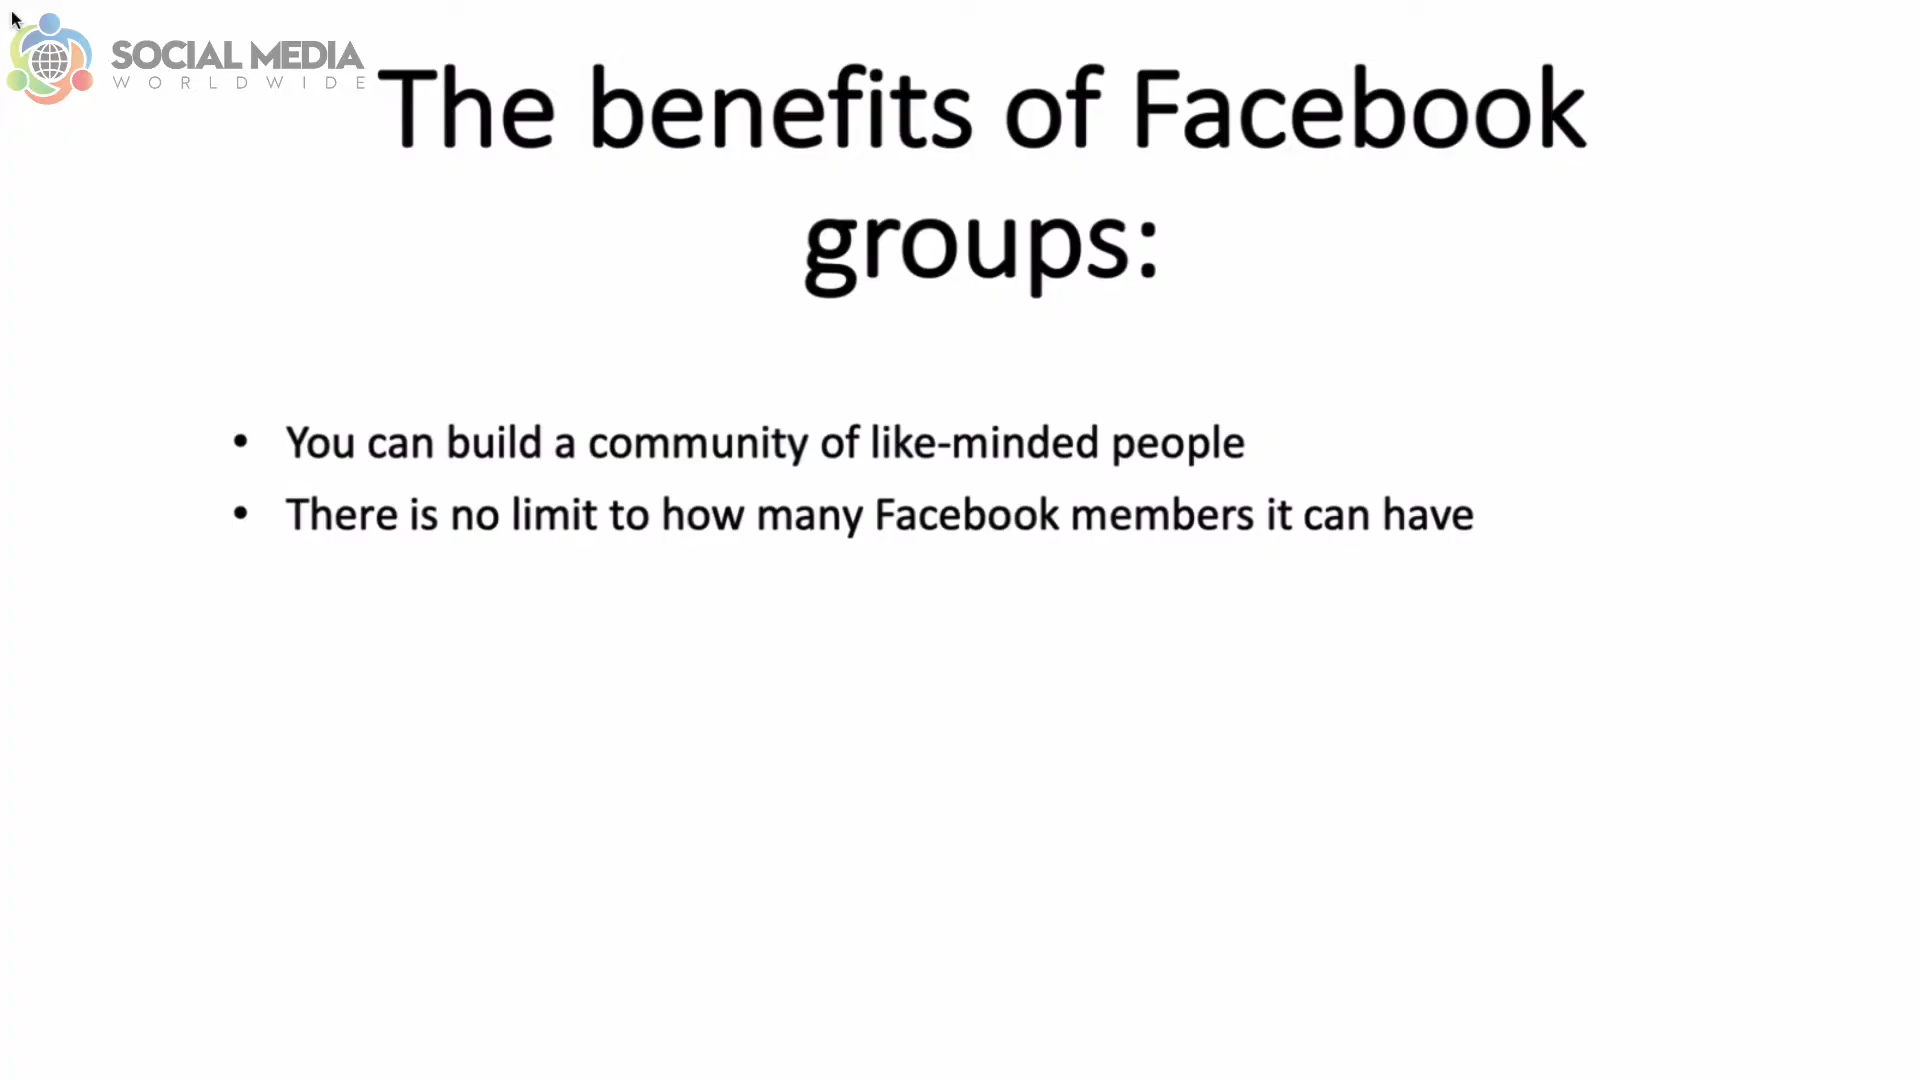 SOCIAL MEDIA
WORLDWIDE
The benefits of Facebook
groups:
• You can build a community of like-minded people
• There is no limit to how many Facebook members it can have